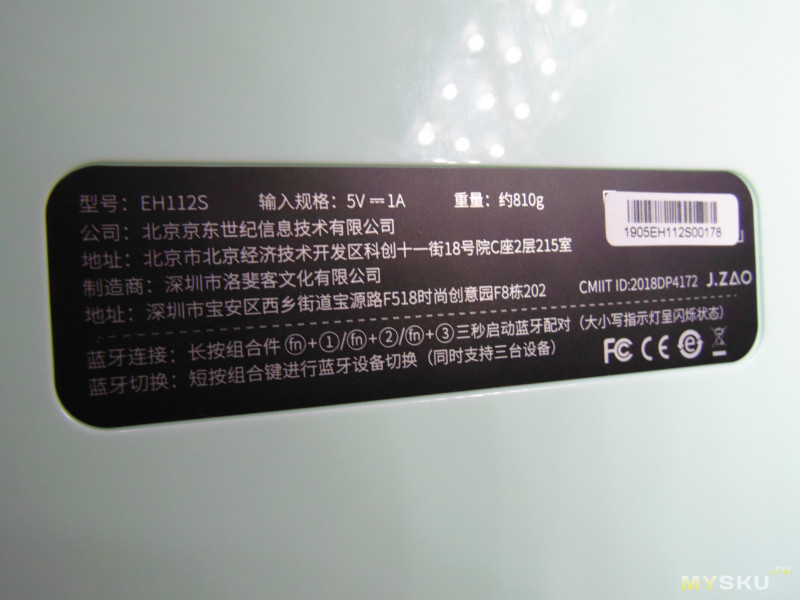 型号：EH112S 输入规格：5V⎓1A 重量：约810g
公司：北京京东世纪信息技术有限公司
地址：北京市北京经济技术开发区科创十一街18号院C座2层215室
制造商：深圳市洛斐客文化有限公司
地址：深圳市宝安区西乡街道宝源路F518时尚创意园F8栋202
1905EH112S00178
CMIIT ID:2018DP4172 J.ZAO
蓝牙连接：长按组合件 fn+①/fn+②/fn+③三秒启动蓝牙配对（大小写指示灯呈闪烁状态）
蓝牙切换：短按组合键进行蓝牙设备切换（同时支持三台设备）
FC CE e
MYSKU.ru